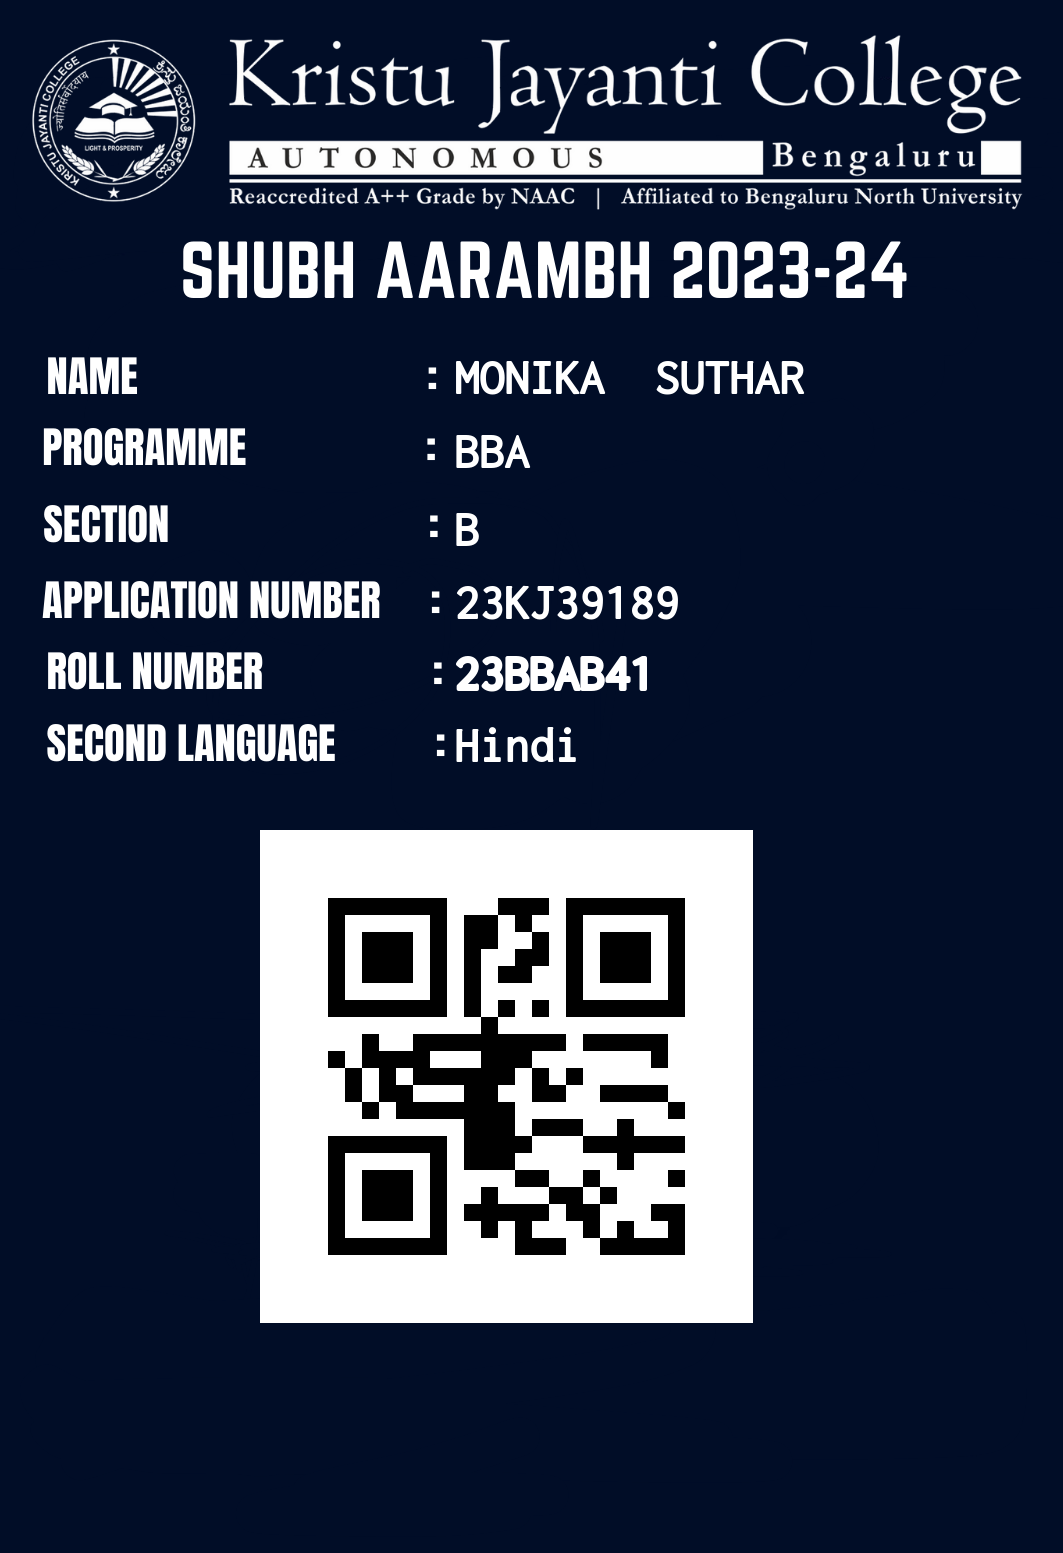 KRISTU JAYANTI COLLEGE
ಕ್ರಿಸ್ತು ಜಯಂತಿ ಕಾಲೇಜು
LIGHT & PROSPERITY
Kristu Jayanti College
AUTONOMOUS Bengaluru
Reaccredited A++ Grade by NAAC | Affiliated to Bengaluru North University
SHUBH AARAMBH 2023-24
NAME : MONIKA SUTHAR
PROGRAMME : BBA
SECTION : B
APPLICATION NUMBER : 23KJ39189
ROLL NUMBER : 23BBAB41
SECOND LANGUAGE : Hindi